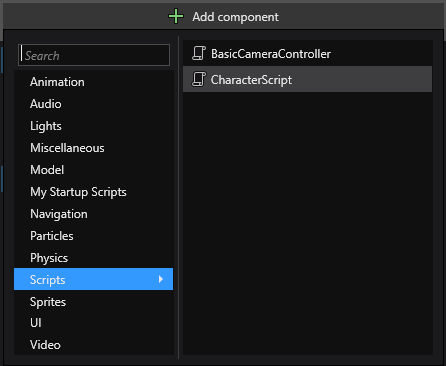 Add component
Search
Animation
Audio
Lights
Miscellaneous
Model
My Startup Scripts
Navigation
Particles
Physics
Scripts
Sprites
UI
Video
BasicCameraController
CharacterScript